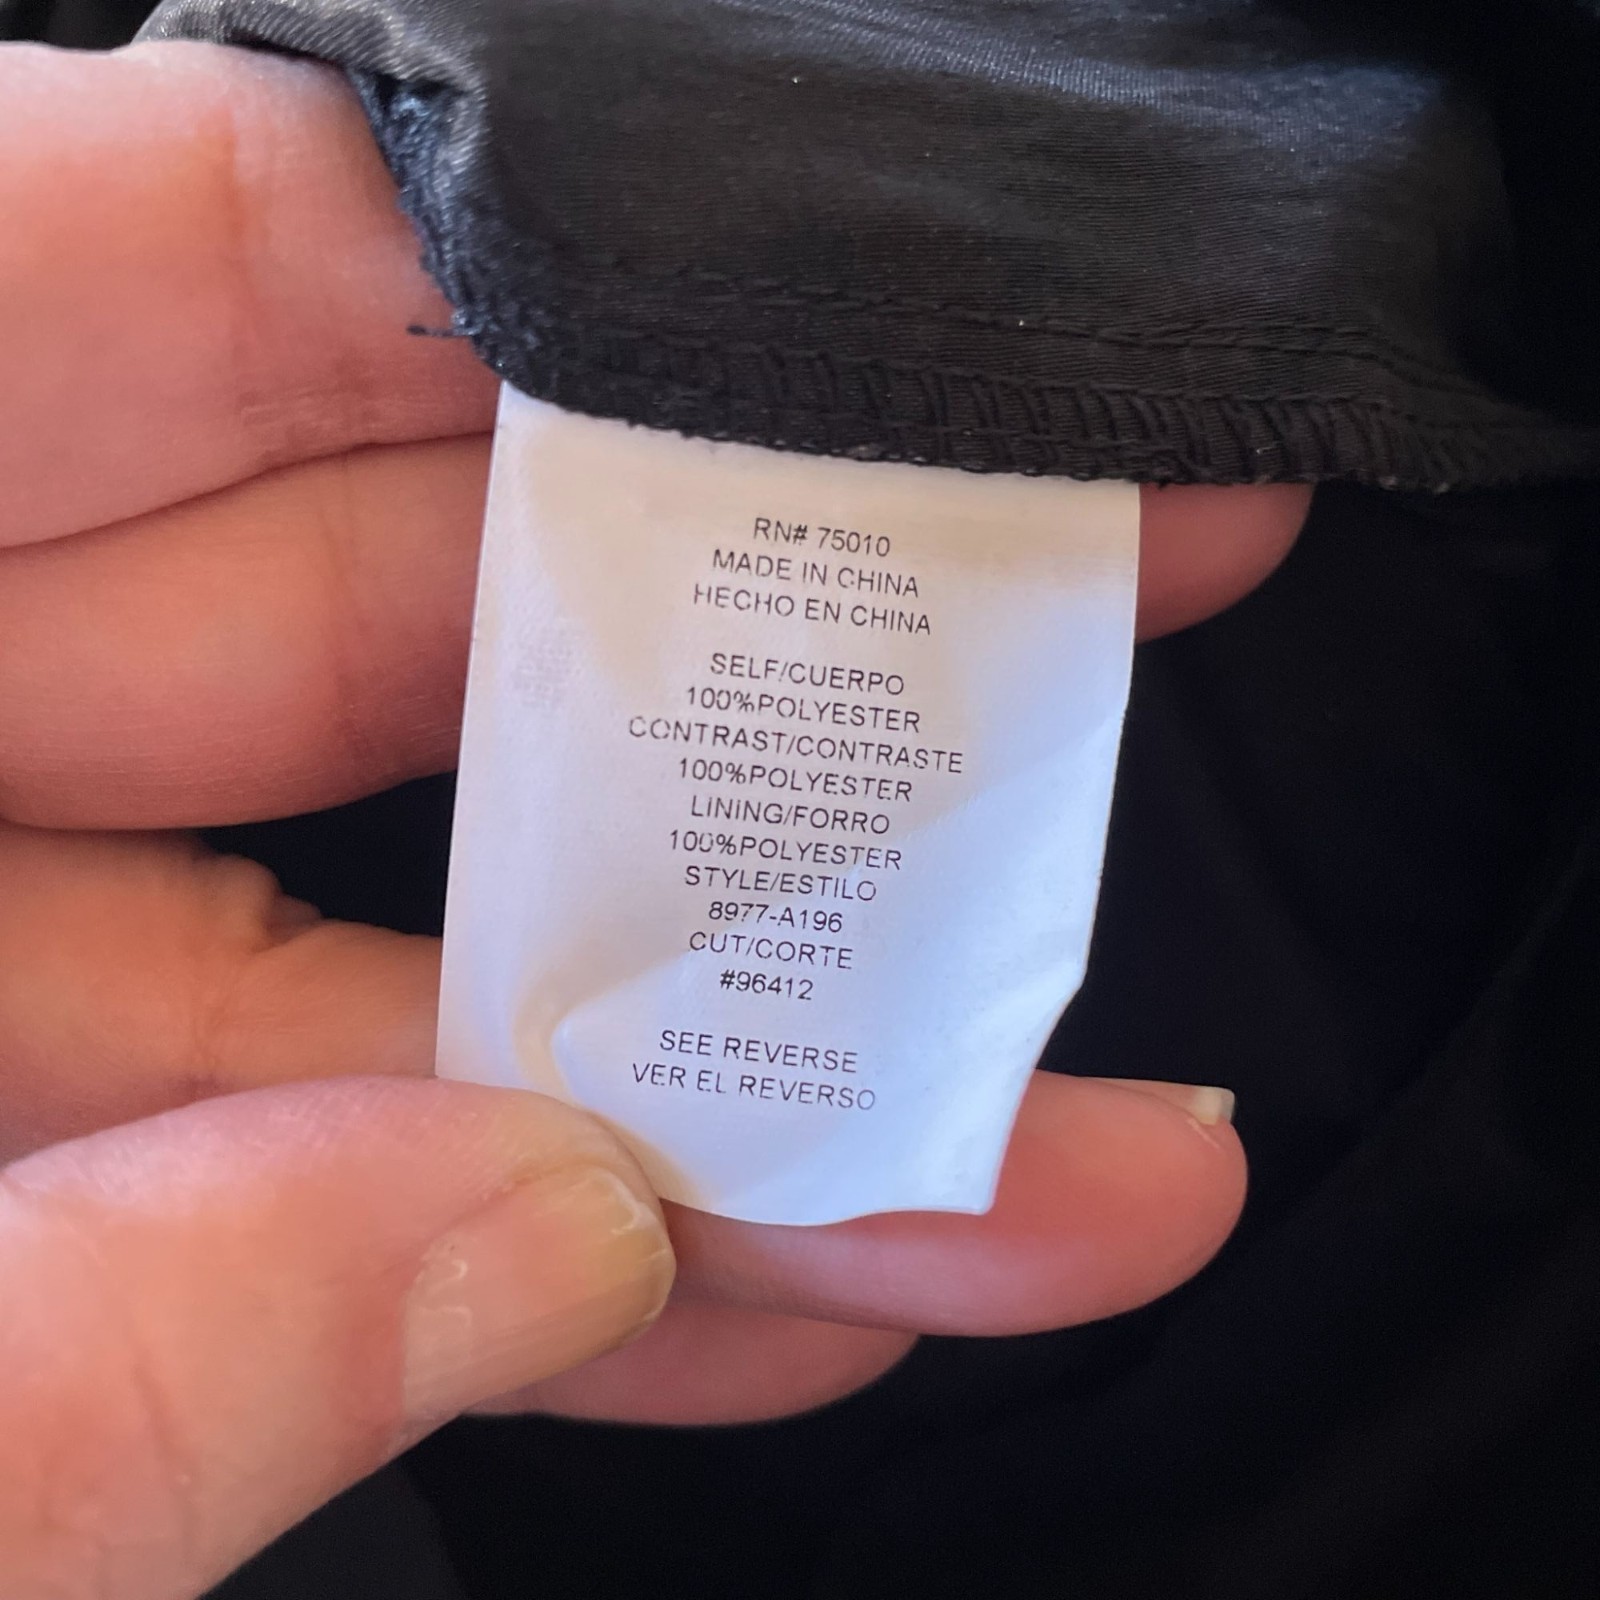 RN# 75010
MADE IN CHINA
HECHO EN CHINA
SELF/CUERPO
100%POLYESTER
CONTRAST/CONTRASTE
100%POLYESTER
LINING/FORRO
100%POLYESTER
STYLE/ESTILO
8977-A196
CUT/CORTE
#96412
SEE REVERSE
VER EL REVERSO